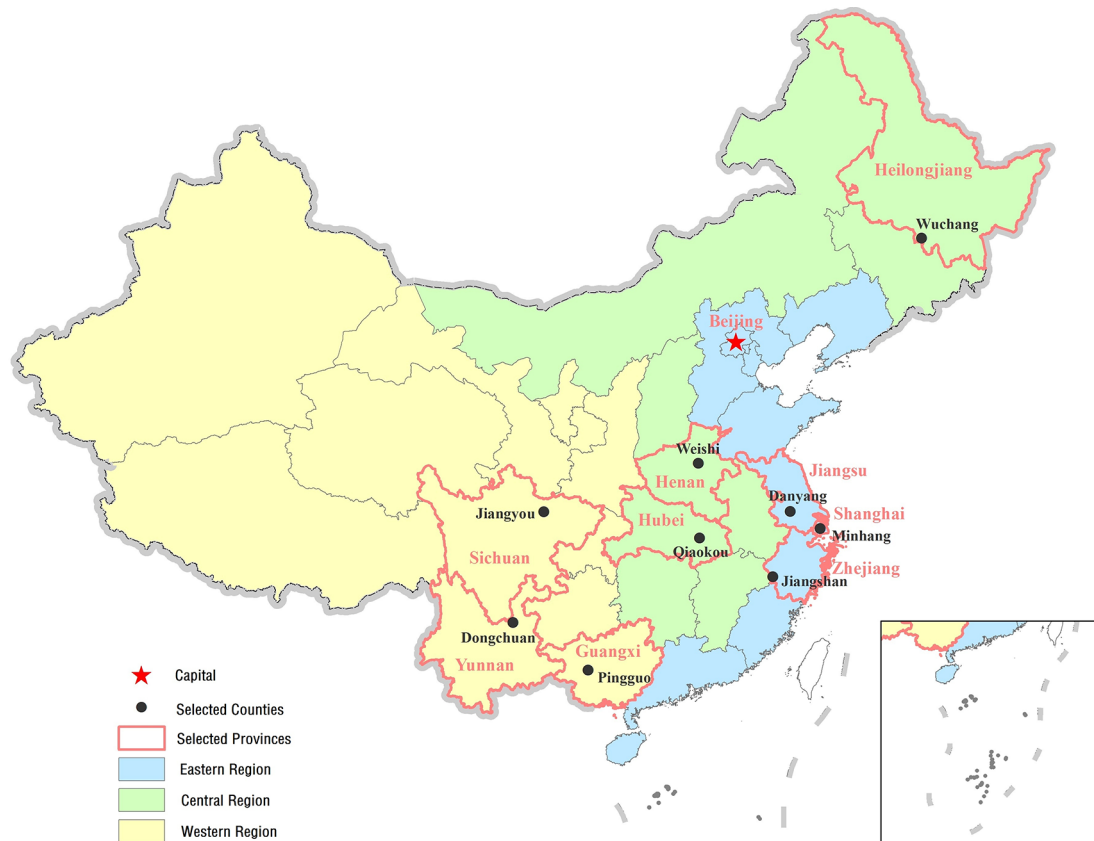 Heilongjiang
Wuchang
Beijing
Weishi
Jiangsu
Henan
Danyang
Jiangyou
Hubei
Shanghai
Minhang
Qiaokou
Sichuan
Zhejiang
Jiangshan
Dongchuan
Guangxi
Yunnan
Pingguo
Capital
Selected Counties
Selected Provinces
Eastern Region
Central Region
Western Region